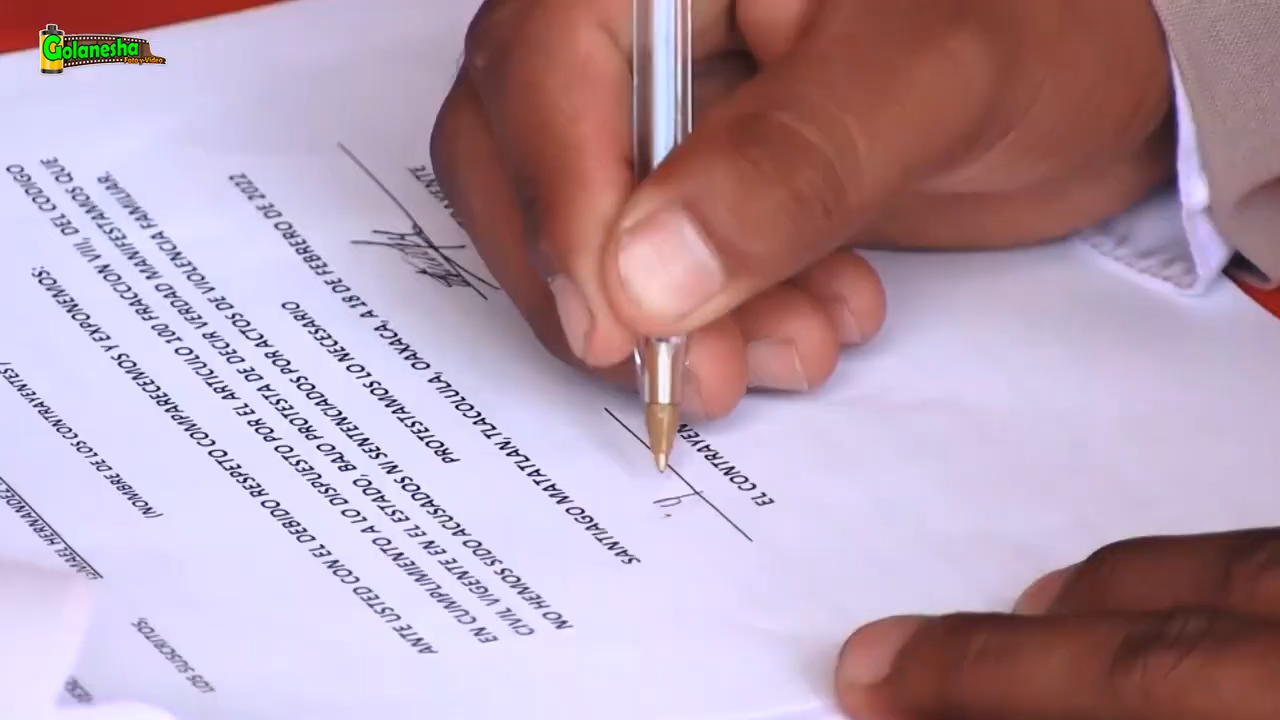 Golanesha
Foto y Video
LOS SUSCRITOS:
(NOMBRE DE LOS CONTRAYENTES)
ANTE USTED CON EL DEBIDO RESPETO COMPARECEMOS Y EXPONEMOS:
EN CUMPLIMIENTO A LO DISPUESTO POR EL ARTICULO 100 FRACCION VIII, DEL CODIGO
CIVIL VIGENTE EN EL ESTADO, BAJO PROTESTA DE DECIR VERDAD MANIFESTAMOS QUE
NO HEMOS SIDO ACUSADOS NI SENTENCIADOS POR ACTOS DE VIOLENCIA FAMILIAR.
PROTESTAMOS LO NECESARIO
SANTIAGO MATATLAN, TLACOLULA, OAXACA, A 18 DE FEBRERO DE 2022
EL CONTRAYEN